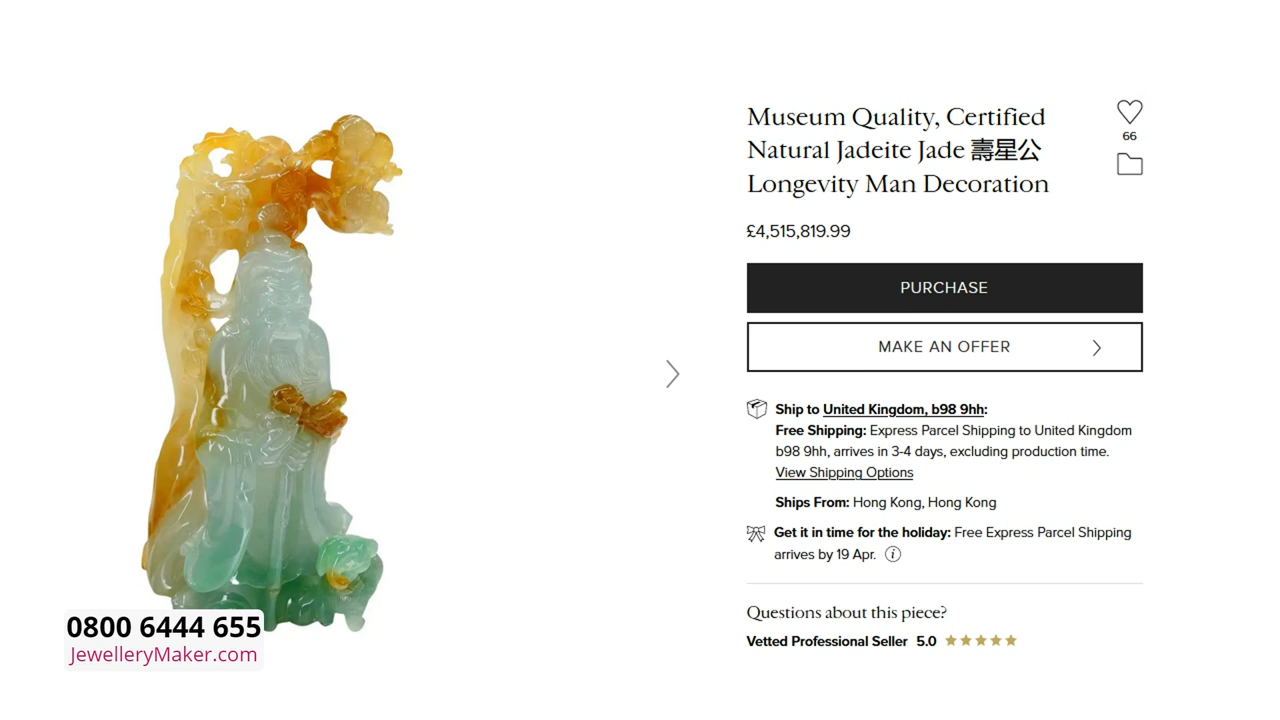 Museum Quality, Certified
Natural Jadeite Jade 壽星公
Longevity Man Decoration
66
£4,515,819.99
PURCHASE
MAKE AN OFFER
Ship to United Kingdom, b98 9hh:
Free Shipping: Express Parcel Shipping to United Kingdom
b98 9hh, arrives in 3-4 days, excluding production time.
View Shipping Options
Ships From: Hong Kong, Hong Kong
Get it in time for the holiday: Free Express Parcel Shipping
arrives by 19 Apr. i
Questions about this piece?
Vetted Professional Seller 5.0
0800 6444 655
JewelleryMaker.com